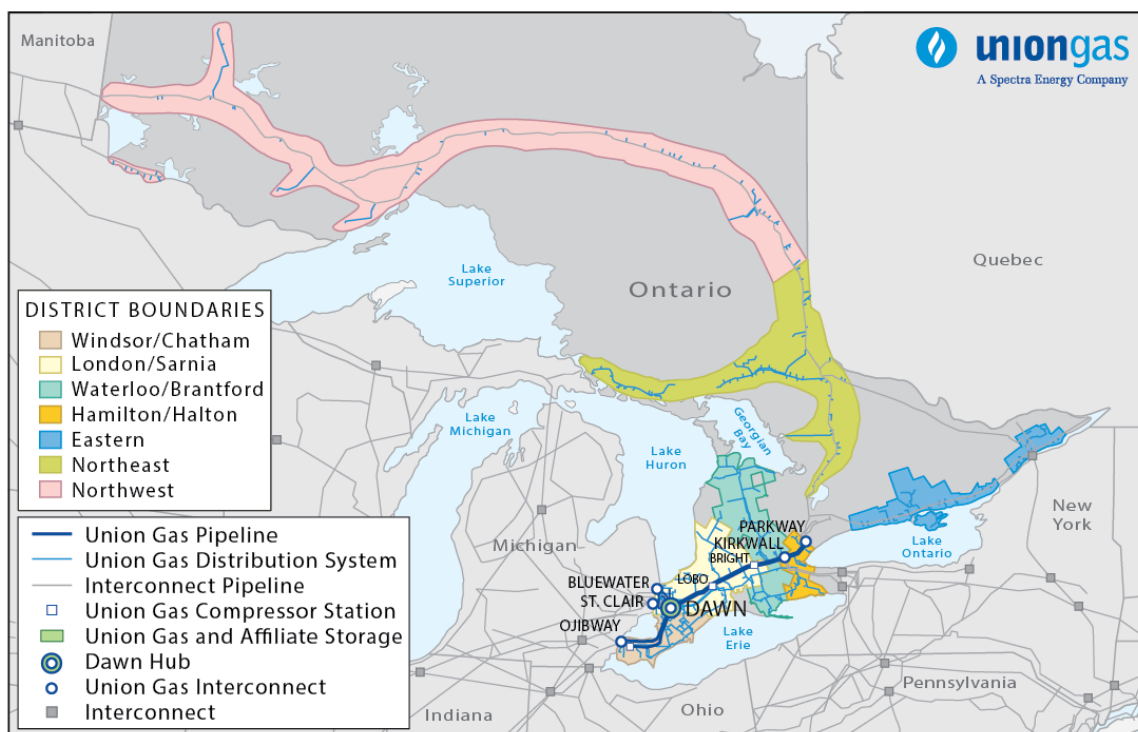 Manitoba
uniongas
A Spectra Energy Company
Lake
Superior
Ontario
Quebec
DISTRICT BOUNDARIES
Windsor/Chatham
London/Sarnia
Waterloo/Brantford
Hamilton/Halton
Eastern
Northeast
Northwest
Lake
Michigan
Georgian
Bay
Lake
Huron
New
York
Union Gas Pipeline
Union Gas Distribution System
Interconnect Pipeline
Union Gas Compressor Station
Union Gas and Affiliate Storage
Dawn Hub
Union Gas Interconnect
Interconnect
Michigan
PARKWAY
KIRKWALL
BRIGHT
LOBO
BLUEWATER
ST. CLAIR
DAWN
OJIBWAY
Lake
Ontario
Lake
Erie
Pennsylvania
Indiana
Ohio